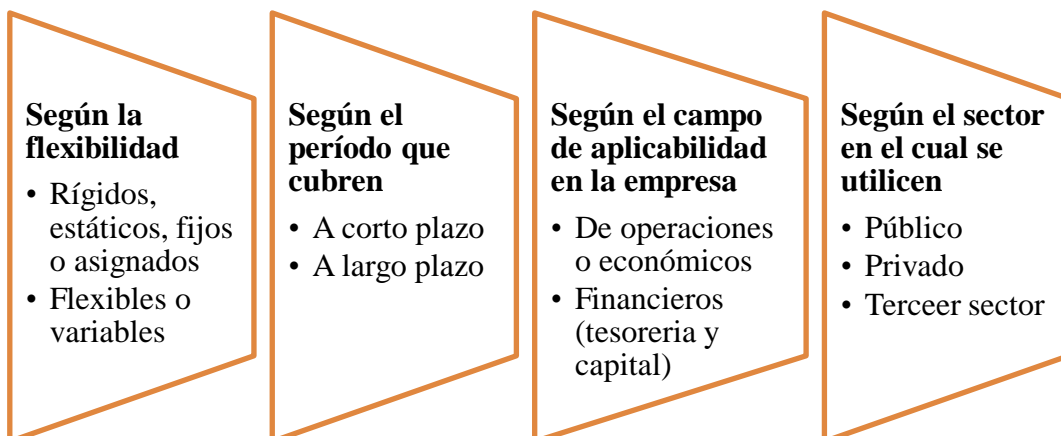 Según la
flexibilidad
• Rígidos,
estáticos, fijos
o asignados
• Flexibles o
variables
Según el
período que
cubren
• A corto plazo
• A largo plazo
Según el campo
de aplicabilidad
en la empresa
• De operaciones
o económicos
• Financieros
(tesoreria y
capital)
Según el sector
en el cual se
utilicen
• Público
• Privado
• Terceer sector